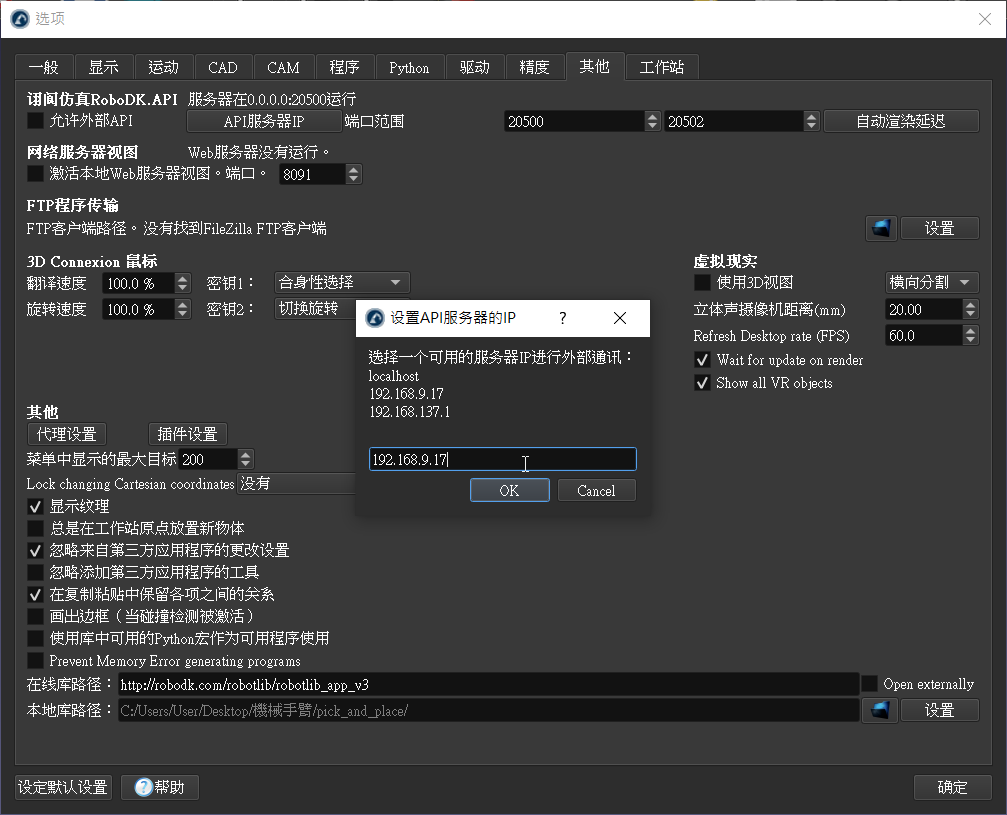 选项
一般 显示 运动 CAD CAM 程序 Python 驱动 精度 其他 工作站
诩间仿真RoboDK.API 服务器在0.0.0.0:20500运行
允许外部API API服务器IP 端口范围 20500 20502 自动渲染延迟
网络服务器视图 Web服务器没有运行。
激活本地Web服务器视图。端口。 8091
FTP程序传输
FTP客户端路径。 没有找到FileZilla FTP客户端 设置
3D Connexion 鼠标 虚拟现实
翻译速度 100.0 % 密钥1： 合身性选择 使用3D视图 横向分割
旋转速度 100.0 % 密钥2： 切换旋转 立体声摄像机距离(mm) 20.00
Refresh Desktop rate (FPS) 60.0
Wait for update on render
Show all VR objects
设置API服务器的IP ?
选择一个可用的服务器IP进行外部通讯：
localhost
192.168.9.17
192.168.137.1
192.168.9.17
OK Cancel
其他
代理设置 插件设置
菜单中显示的最大目标 200
Lock changing Cartesian coordinates 没有
显示纹理
总是在工作站原点放置新物体
忽略来自第三方应用程序的更改设置
忽略添加第三方应用程序的工具
在复制粘贴中保留各项之间的关系
画出边框（当碰撞检测被激活）
使用库中可用的Python宏作为可用程序使用
Prevent Memory Error generating programs
在线库路径： http://robodk.com/robotlib/robotlib_app_v3 Open externally
本地库路径： C:/Users/User/Desktop/機械手臂/pick_and_place/ 设置
设定默认设置 ?帮助 确定